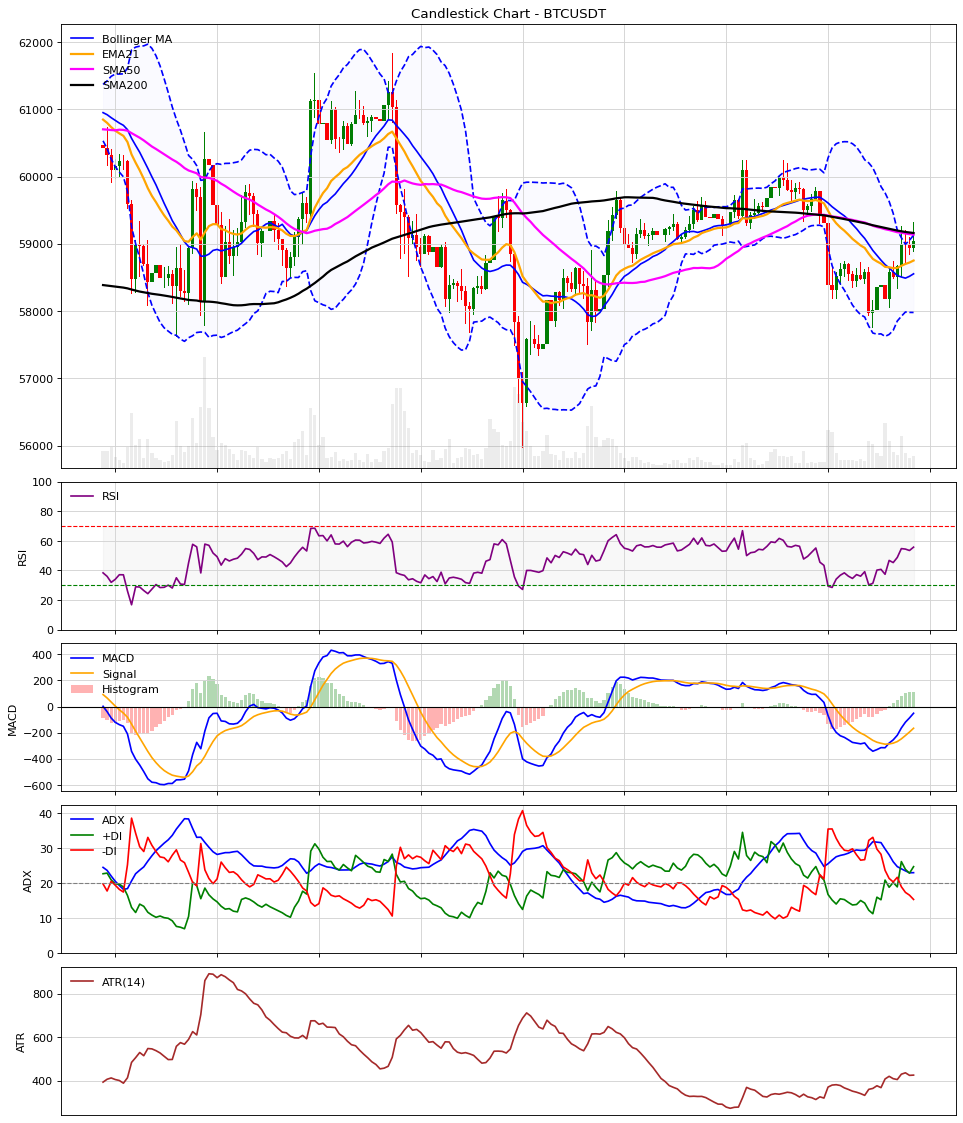 Candlestick Chart - BTCUSDT
62000
61000
60000
59000
58000
57000
56000
Bollinger MA
EMA21
SMA50
SMA200
100
80
60
40
20
0
RSI
RSI
400
200
0
−200
−400
−600
MACD
MACD
Signal
Histogram
40
30
20
10
0
ADX
ADX
+DI
-DI
800
600
400
ATR
ATR(14)